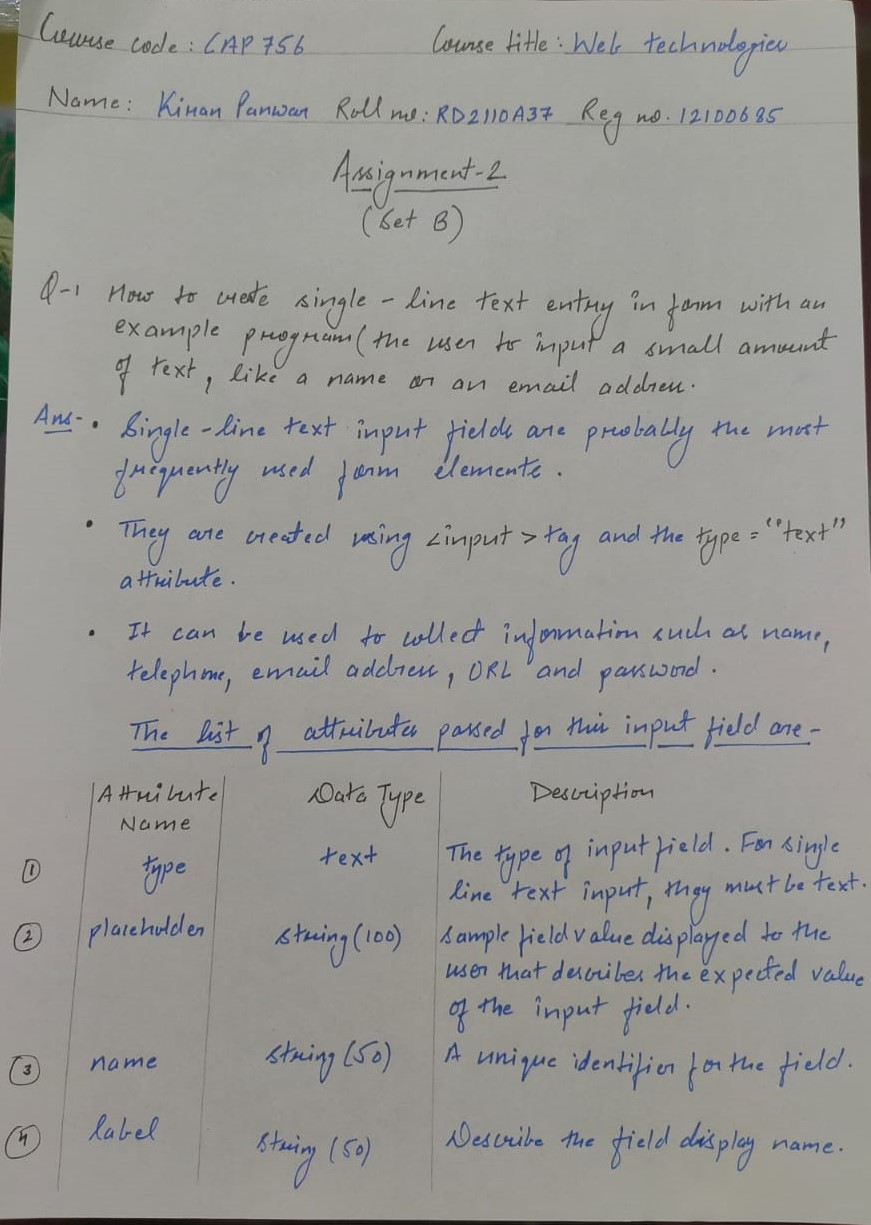 Course code : CAP 756 Course title : Web technologies
Name: Kiran Panwar Roll no: RD2110A37 Reg no. 12100685
Assignment-2
(Set B)
Q-1 How to create single-line text entry in form with an
example program (the user to input a small amount
of text, like a name or an email address.
Ans- • Single-line text input fields are probably the most
frequently used form elements.
• They are created using <input> tag and the type = "text"
attribute.
• It can be used to collect information such as name,
telephone, email address, URL and password.
The list of attributes passed for this input field are-
Attribute Name Data Type Description
① type text The type of input field. For single
line text input, they must be text.
② placeholder string(100) sample field value displayed to the
user that describes the expected value
of the input field.
③ name string(50) A unique identifier for the field.
④ label string (50) Describe the field display name.